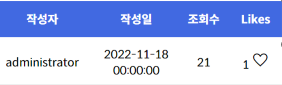 작성자 작성일 조회수 Likes
administrator 2022-11-18 00:00:00 21 1 ♡